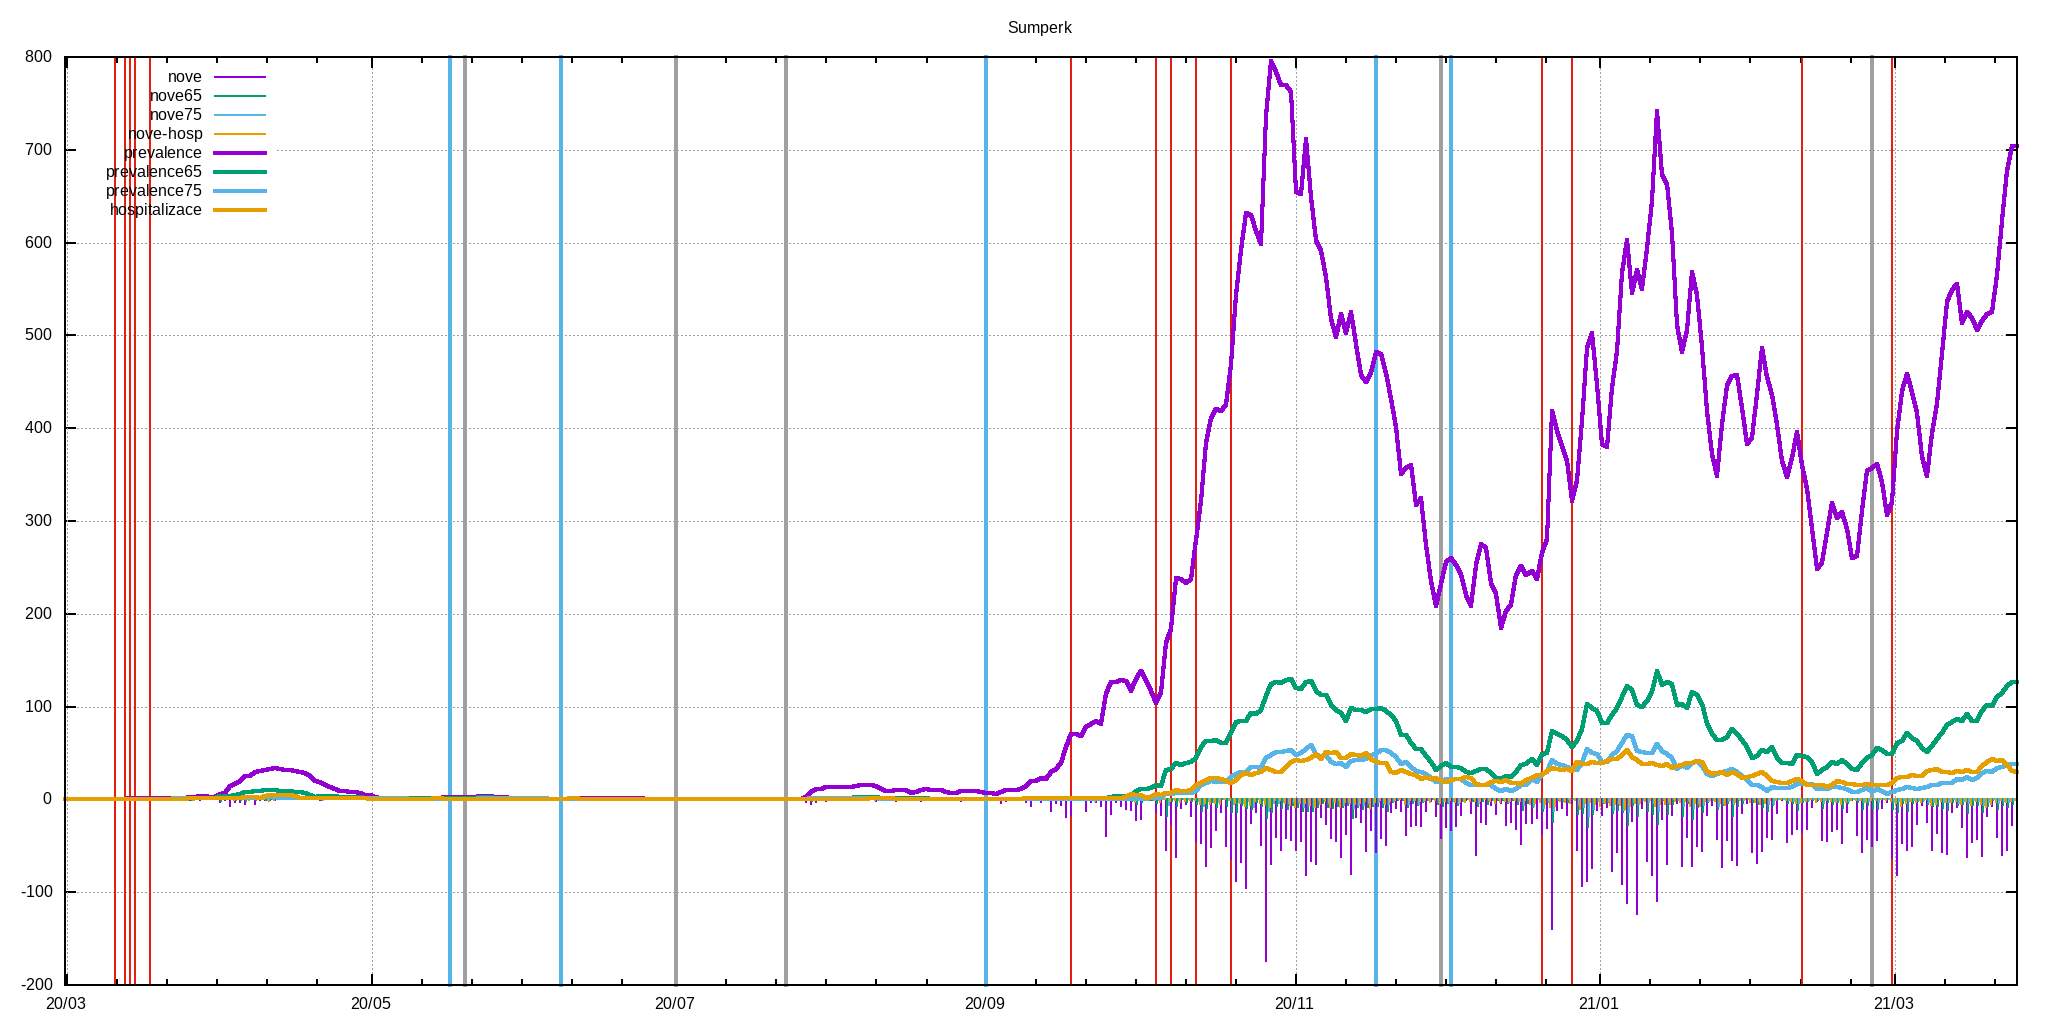 Sumperk
800
700
600
500
400
300
200
100
0
-100
-200
nove
nove65
nove75
nove-hosp
prevalence
prevalence65
prevalence75
hospitalizace
20/03 20/05 20/07 20/09 20/11 21/01 21/03